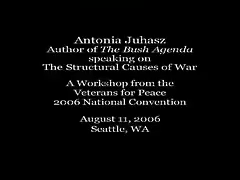 Antonia Juhasz
Author of The Bush Agenda
speaking on
The Structural Causes of War
A Workshop from the
Veterans for Peace
2006 National Convention
August 11, 2006
Seattle, WA